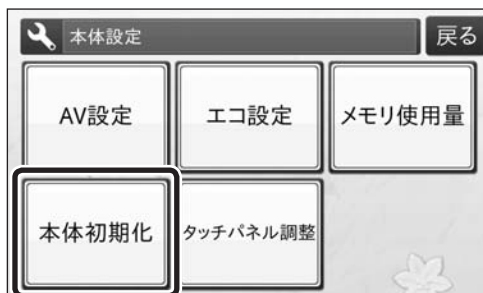 本体設定
戻る
AV設定
エコ設定
メモリ使用量
本体初期化
タッチパネル調整